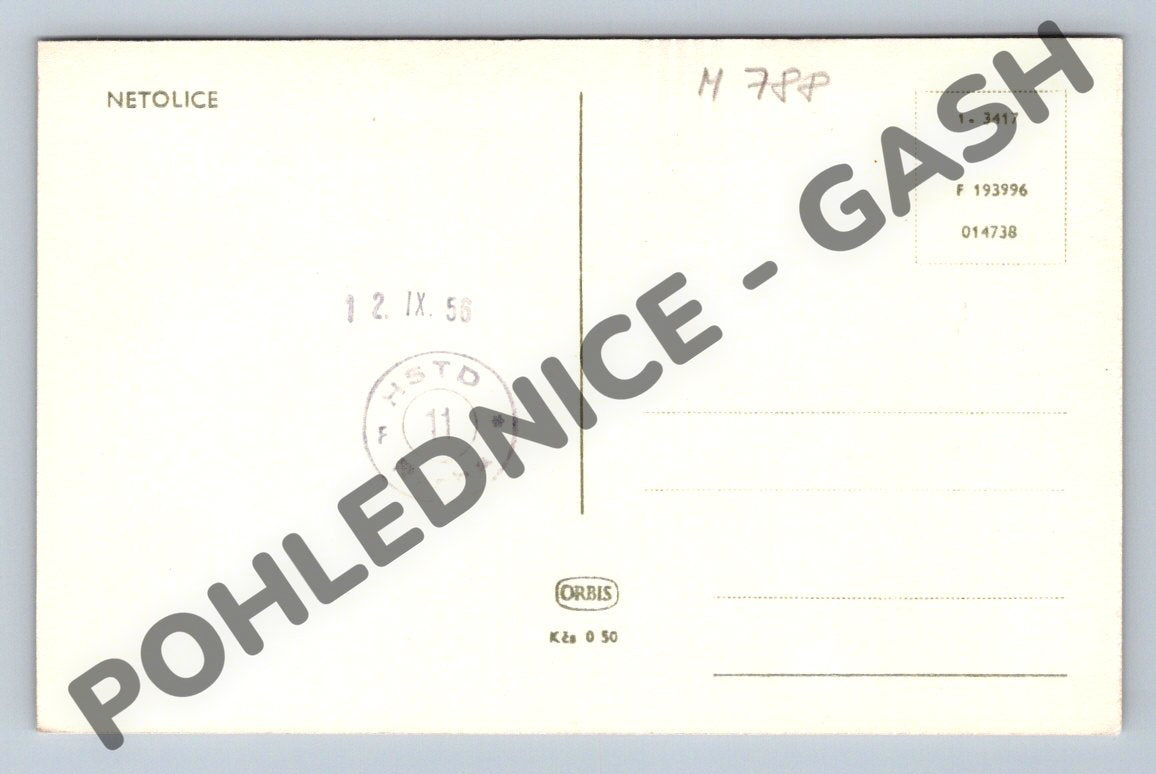 NETOLICE
M 788
1. 3417
F 193996
014738
12. IX. 56
HSTD
F 11 *
ORBIS
Kčs 0 50
POHLEDNICE - GASH